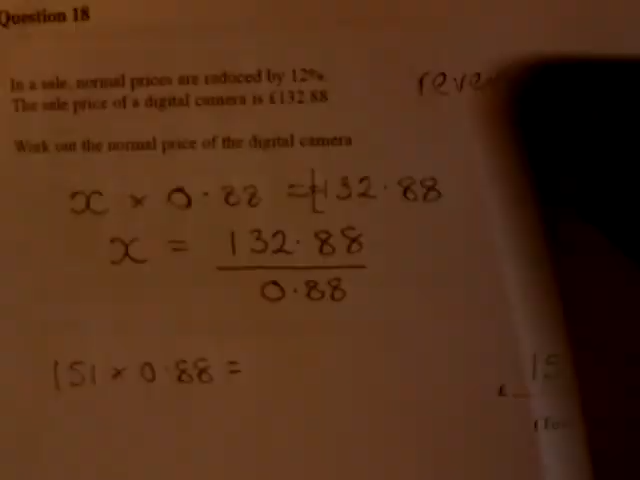 Question 18
In a sale, normal prices are reduced by 12%
The sale price of a digital camera is £132.88
Work out the normal price of the digital camera
x × 0.88 = £132.88
x = 132.88
0.88
151 × 0.88 =
£